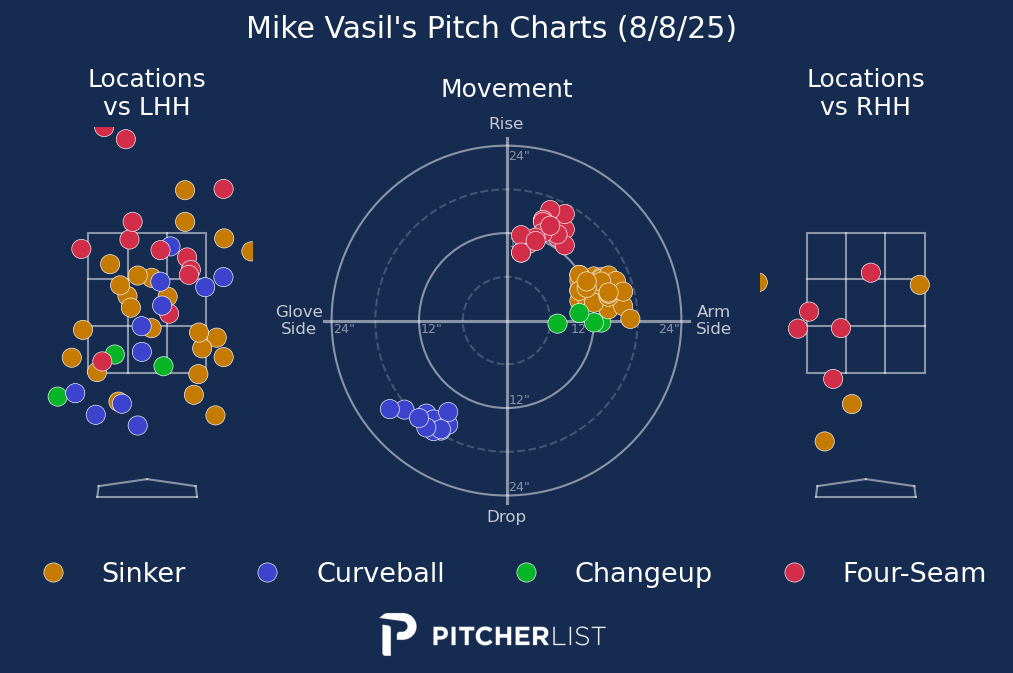 Mike Vasil's Pitch Charts (8/8/25)
Locations
vs LHH
Movement
Locations
vs RHH
Rise
24"
Glove
Side
24"
12"
12"
24"
Arm
Side
12"
24"
Drop
Sinker
Curveball
Changeup
Four-Seam
PITCHERLIST